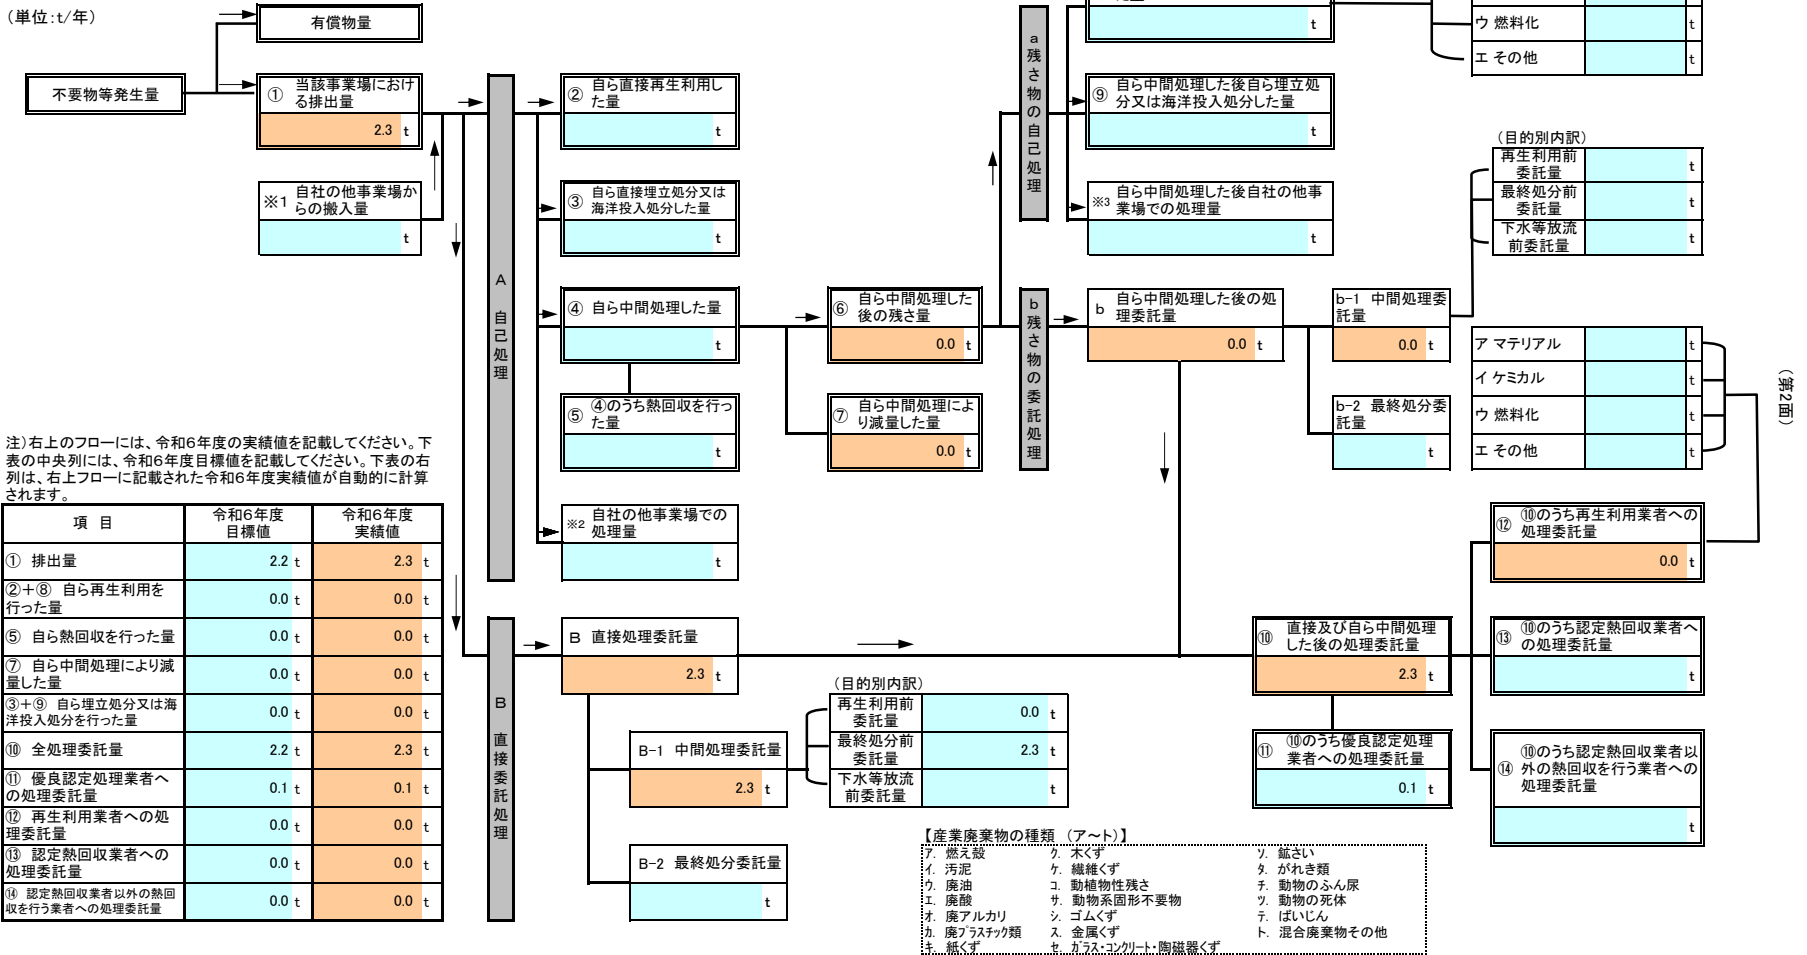 （単位：t/年）
有償物量
t
ウ 燃料化
t
エ その他
t
不要物等発生量
① 当該事業場におけ
る排出量
2.3 t
※1 自社の他事業場か
らの搬入量
t
A 自己処理
② 自ら直接再生利用し
た量
t
③ 自ら直接埋立処分又は
海洋投入処分した量
t
④ 自ら中間処理した量
t
⑤ ④のうち熱回収を行っ
た量
t
※2 自社の他事業場での
処理量
t
⑥ 自ら中間処理した
後の残さ量
0.0 t
⑦ 自ら中間処理によ
り減量した量
0.0 t
a 残さ物の自己処理
⑨ 自ら中間処理した後自ら埋立処
分又は海洋投入処分した量
t
※3 自ら中間処理した後自社の他事
業場での処理量
t
b 残さ物の委託処理
b 自ら中間処理した後の処
理委託量
0.0 t
b-1 中間処理委
託量
0.0 t
b-2 最終処分委
託量
t
（目的別内訳）
再生利用前
委託量
t
最終処分前
委託量
t
下水等放流
前委託量
t
ア マテリアル
t
イ ケミカル
t
ウ 燃料化
t
エ その他
t
（第2面）
注）右上のフローには、令和6年度の実績値を記載してください。下
表の中央列には、令和6年度目標値を記載してください。下表の右
列は、右上フローに記載された令和6年度実績値が自動的に計算
されます。
項 目
令和6年度
目標値
令和6年度
実績値
① 排出量
2.2 t
2.3 t
②＋⑧ 自ら再生利用を
行った量
0.0 t
0.0 t
⑤ 自ら熱回収を行った量
0.0 t
0.0 t
⑦ 自ら中間処理により減
量した量
0.0 t
0.0 t
③＋⑨ 自ら埋立処分又は海
洋投入処分を行った量
0.0 t
0.0 t
⑩ 全処理委託量
2.2 t
2.3 t
⑪ 優良認定処理業者へ
の処理委託量
0.1 t
0.1 t
⑫ 再生利用業者への処
理委託量
0.0 t
0.0 t
⑬ 認定熱回収業者への
処理委託量
0.0 t
0.0 t
⑭ 認定熱回収業者以外の熱回
収を行う業者への処理委託量
0.0 t
0.0 t
B 直接委託処理
B 直接処理委託量
2.3 t
B-1 中間処理委託量
2.3 t
B-2 最終処分委託量
t
（目的別内訳）
再生利用前
委託量
0.0 t
最終処分前
委託量
2.3 t
下水等放流
前委託量
t
⑩ 直接及び自ら中間処理
した後の処理委託量
2.3 t
⑪ ⑩のうち優良認定処理
業者への処理委託量
0.1 t
⑫ ⑩のうち再生利用業者への
処理委託量
0.0 t
⑬ ⑩のうち認定熱回収業者へ
の処理委託量
t
⑭ ⑩のうち認定熱回収業者以
外の熱回収を行う業者への
処理委託量
t
【産業廃棄物の種類 （ア～ト）】
ア. 燃え殻 ク. 木くず ソ. 鉱さい
イ. 汚泥 ケ. 繊維くず タ. がれき類
ウ. 廃油 コ. 動植物性残さ チ. 動物のふん尿
エ. 廃酸 サ. 動物系固形不要物 ツ. 動物の死体
オ. 廃アルカリ シ. ゴムくず テ. ばいじん
カ. 廃プラスチック類 ス. 金属くず ト. 混合廃棄物その他
キ. 紙くず セ. ガラス・コンクリート・陶磁器くず